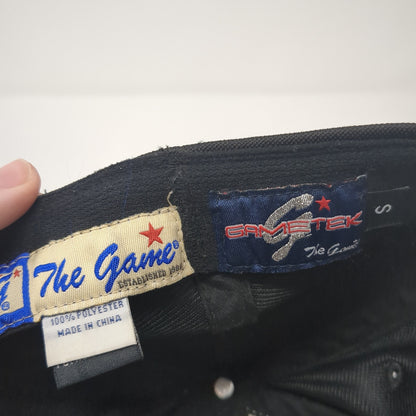 The Game®
ESTABLISHED 1986
100% POLYESTER
MADE IN CHINA
G
GAMETEK
The Game
S